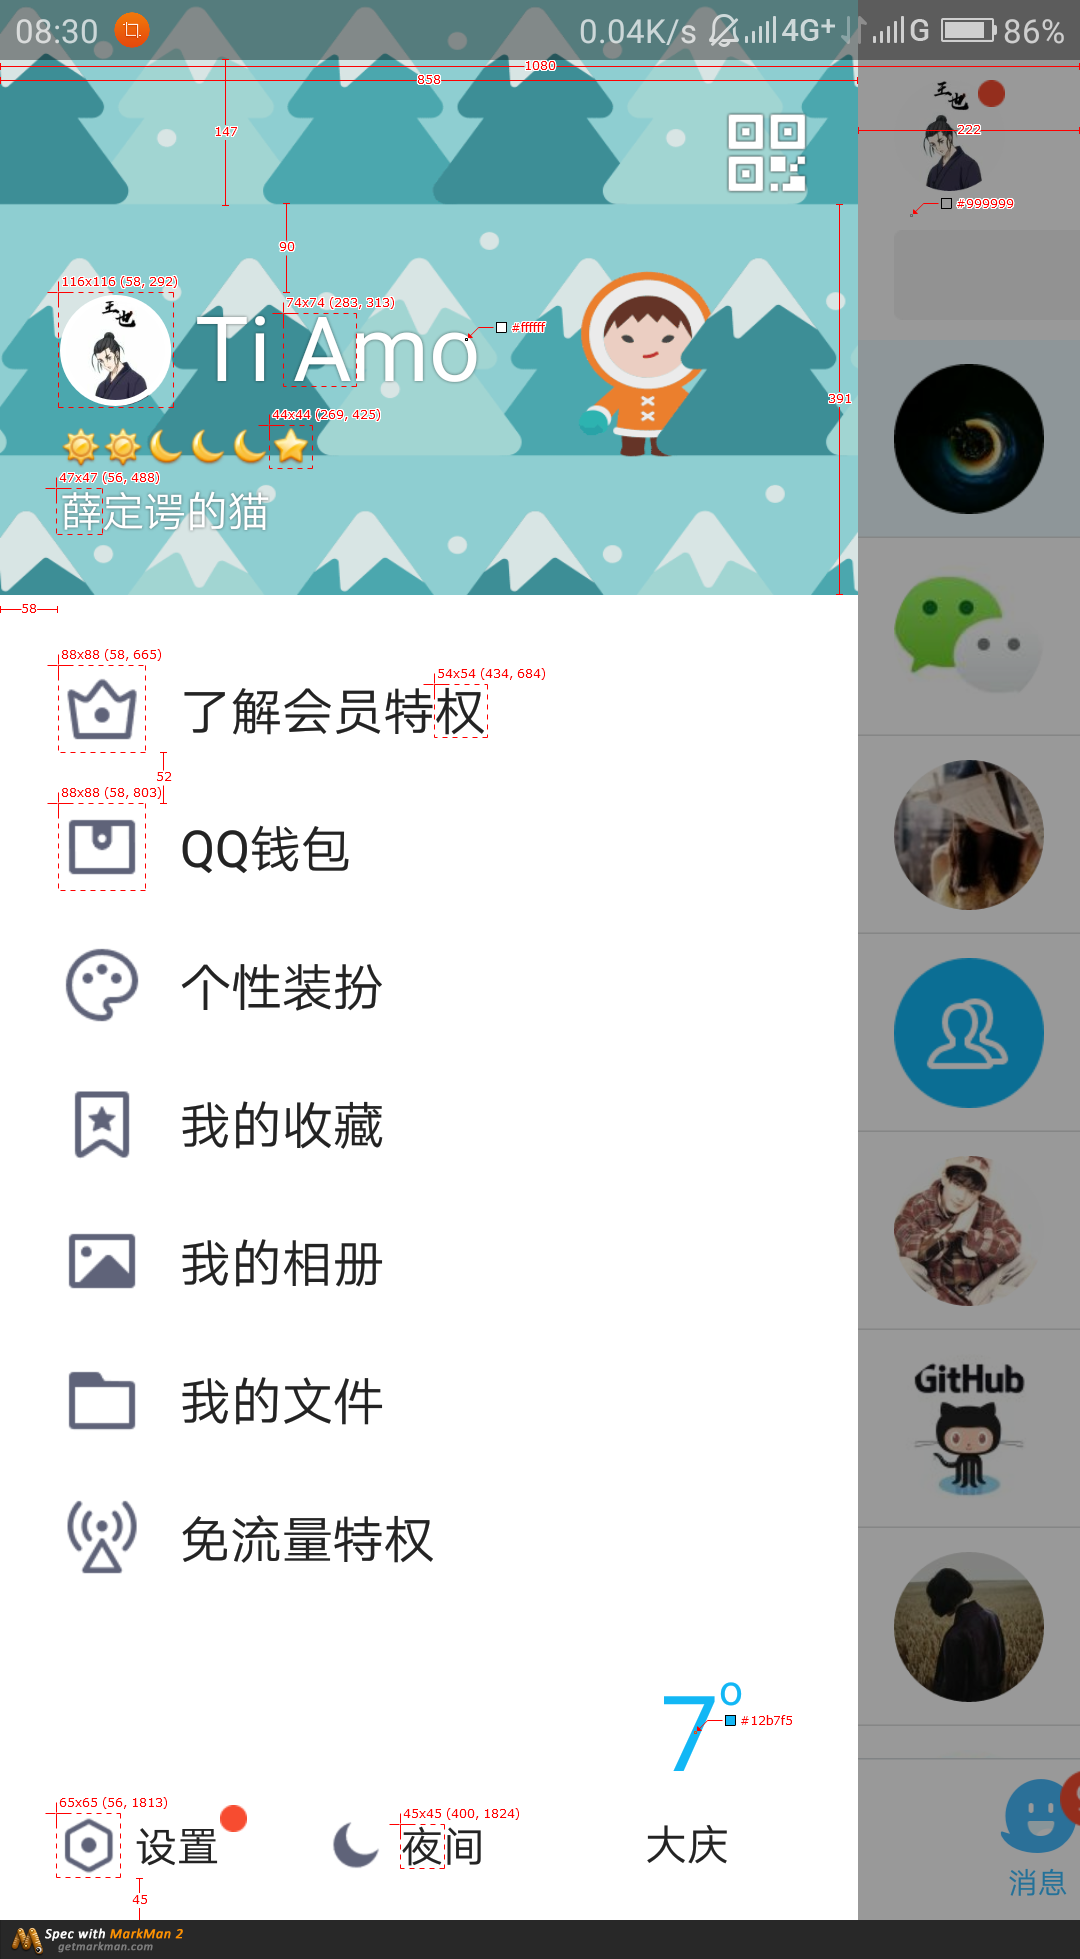 08:30 0.04K/s 4G+ G 86%
1080
858
147
222
王也
#999999
90
116x116 (58, 292)
74x74 (283, 313)
王也
Ti Amo
#ffffff
391
44x44 (269, 425)
47x47 (56, 488)
薛定谔的猫
58
88x88 (58, 665)
54x54 (434, 684)
了解会员特权
52
88x88 (58, 803)
QQ钱包
个性装扮
我的收藏
我的相册
我的文件
GitHub
免流量特权
7°
#12b7f5
65x65 (56, 1813)
45x45 (400, 1824)
设置 夜间 大庆
消息
45
Spec with MarkMan 2
getmarkman.com